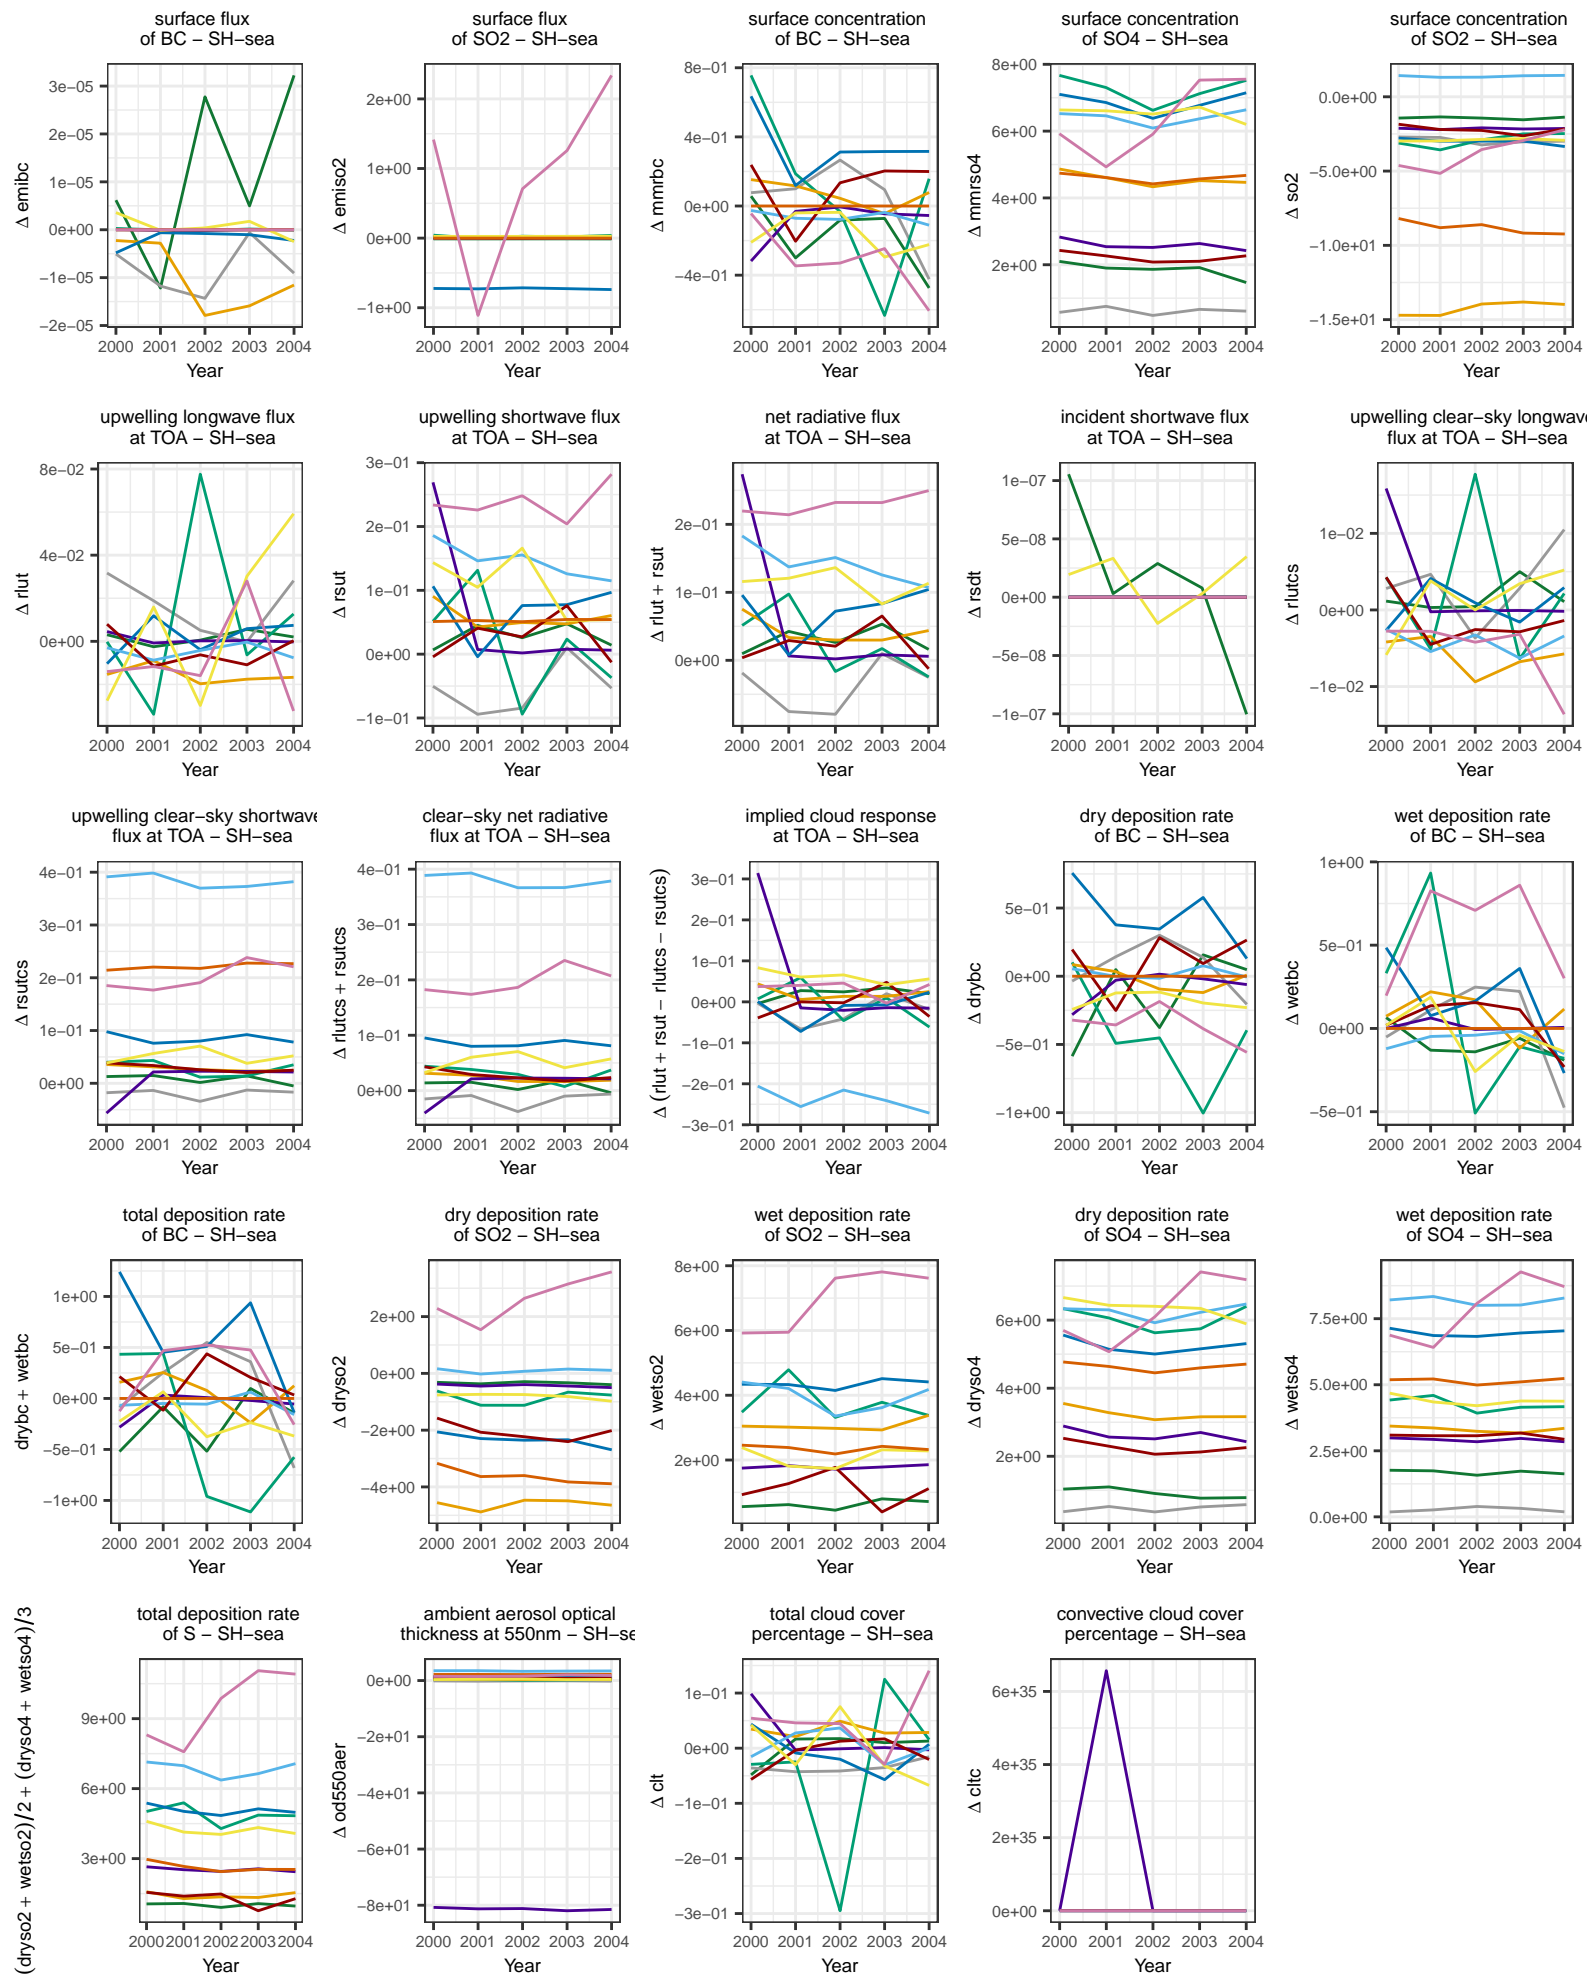 surface flux
of BC − SH−sea
3e−05
2e−05
1e−05
0e+00
−1e−05
−2e−05
Δ emibc
2000 2001 2002 2003 2004
Year
surface flux
of SO2 − SH−sea
2e+00
1e+00
0e+00
−1e+00
Δ emiso2
2000 2001 2002 2003 2004
Year
surface concentration
of BC − SH−sea
8e−01
4e−01
0e+00
−4e−01
Δ mmrbc
2000 2001 2002 2003 2004
Year
surface concentration
of SO4 − SH−sea
8e+00
6e+00
4e+00
2e+00
Δ mmrso4
2000 2001 2002 2003 2004
Year
surface concentration
of SO2 − SH−sea
0.0e+00
−5.0e+00
−1.0e+01
−1.5e+01
Δ so2
2000 2001 2002 2003 2004
Year
upwelling longwave flux
at TOA − SH−sea
8e−02
4e−02
0e+00
Δ rlut
2000 2001 2002 2003 2004
Year
upwelling shortwave flux
at TOA − SH−sea
3e−01
2e−01
1e−01
0e+00
−1e−01
Δ rsut
2000 2001 2002 2003 2004
Year
net radiative flux
at TOA − SH−sea
2e−01
1e−01
0e+00
Δ rlut + rsut
2000 2001 2002 2003 2004
Year
incident shortwave flux
at TOA − SH−sea
1e−07
5e−08
0e+00
−5e−08
−1e−07
Δ rsdt
2000 2001 2002 2003 2004
Year
upwelling clear−sky longwave
flux at TOA − SH−sea
1e−02
0e+00
−1e−02
Δ rlutcs
2000 2001 2002 2003 2004
Year
upwelling clear−sky shortwave
flux at TOA − SH−sea
4e−01
3e−01
2e−01
1e−01
0e+00
Δ rsutcs
2000 2001 2002 2003 2004
Year
clear−sky net radiative
flux at TOA − SH−sea
4e−01
3e−01
2e−01
1e−01
0e+00
Δ rlutcs + rsutcs
2000 2001 2002 2003 2004
Year
implied cloud response
at TOA − SH−sea
3e−01
2e−01
1e−01
0e+00
−1e−01
−2e−01
−3e−01
Δ (rlut + rsut − rlutcs − rsutcs)
2000 2001 2002 2003 2004
Year
dry deposition rate
of BC − SH−sea
5e−01
0e+00
−5e−01
−1e+00
Δ drybc
2000 2001 2002 2003 2004
Year
wet deposition rate
of BC − SH−sea
1e+00
5e−01
0e+00
−5e−01
Δ wetbc
2000 2001 2002 2003 2004
Year
total deposition rate
of BC − SH−sea
1e+00
5e−01
0e+00
−5e−01
−1e+00
drybc + wetbc
2000 2001 2002 2003 2004
Year
dry deposition rate
of SO2 − SH−sea
2e+00
0e+00
−2e+00
−4e+00
Δ dryso2
2000 2001 2002 2003 2004
Year
wet deposition rate
of SO2 − SH−sea
8e+00
6e+00
4e+00
2e+00
Δ wetso2
2000 2001 2002 2003 2004
Year
dry deposition rate
of SO4 − SH−sea
6e+00
4e+00
2e+00
Δ dryso4
2000 2001 2002 2003 2004
Year
wet deposition rate
of SO4 − SH−sea
7.5e+00
5.0e+00
2.5e+00
0.0e+00
Δ wetso4
2000 2001 2002 2003 2004
Year
total deposition rate
of S − SH−sea
9e+00
6e+00
3e+00
(dryso2 + wetso2)/2 + (dryso4 + wetso4)/3
2000 2001 2002 2003 2004
Year
ambient aerosol optical
thickness at 550nm − SH−se
0e+00
−2e+01
−4e+01
−6e+01
−8e+01
Δ od550aer
2000 2001 2002 2003 2004
Year
total cloud cover
percentage − SH−sea
1e−01
0e+00
−1e−01
−2e−01
−3e−01
Δ clt
2000 2001 2002 2003 2004
Year
convective cloud cover
percentage − SH−sea
6e+35
4e+35
2e+35
0e+00
Δ cltc
2000 2001 2002 2003 2004
Year